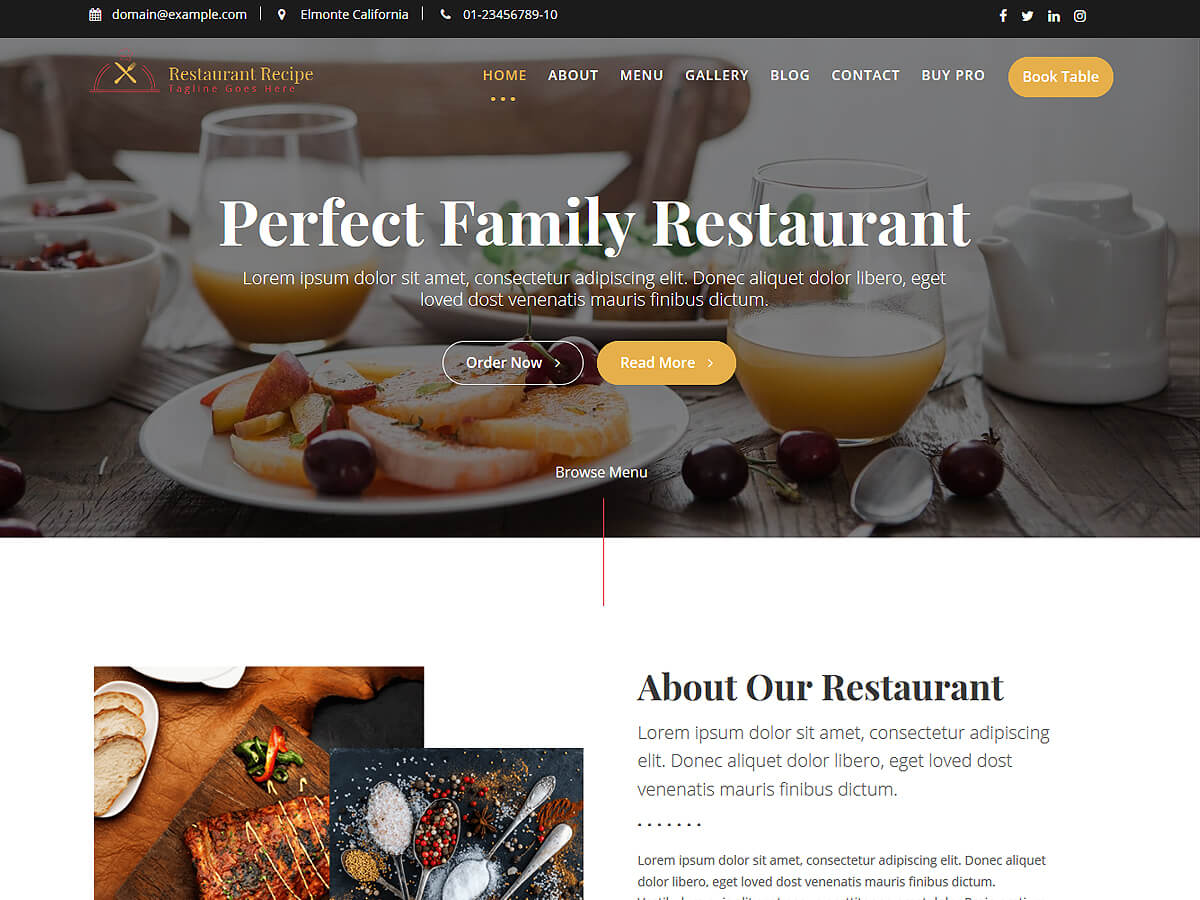 domain@example.com
Elmonte California
01-23456789-10
Restaurant Recipe
Tagline Goes Here
HOME
ABOUT
MENU
GALLERY
BLOG
CONTACT
BUY PRO
Book Table
Perfect Family Restaurant
Lorem ipsum dolor sit amet, consectetur adipiscing elit. Donec aliquet dolor libero, eget
loved dost venenatis mauris finibus dictum.
Order Now
Read More
Browse Menu
About Our Restaurant
Lorem ipsum dolor sit amet, consectetur adipiscing
elit. Donec aliquet dolor libero, eget loved dost
venenatis mauris finibus dictum.
Lorem ipsum dolor sit amet, consectetur adipiscing elit. Donec aliquet
dolor libero, eget loved dost venenatis mauris finibus dictum.